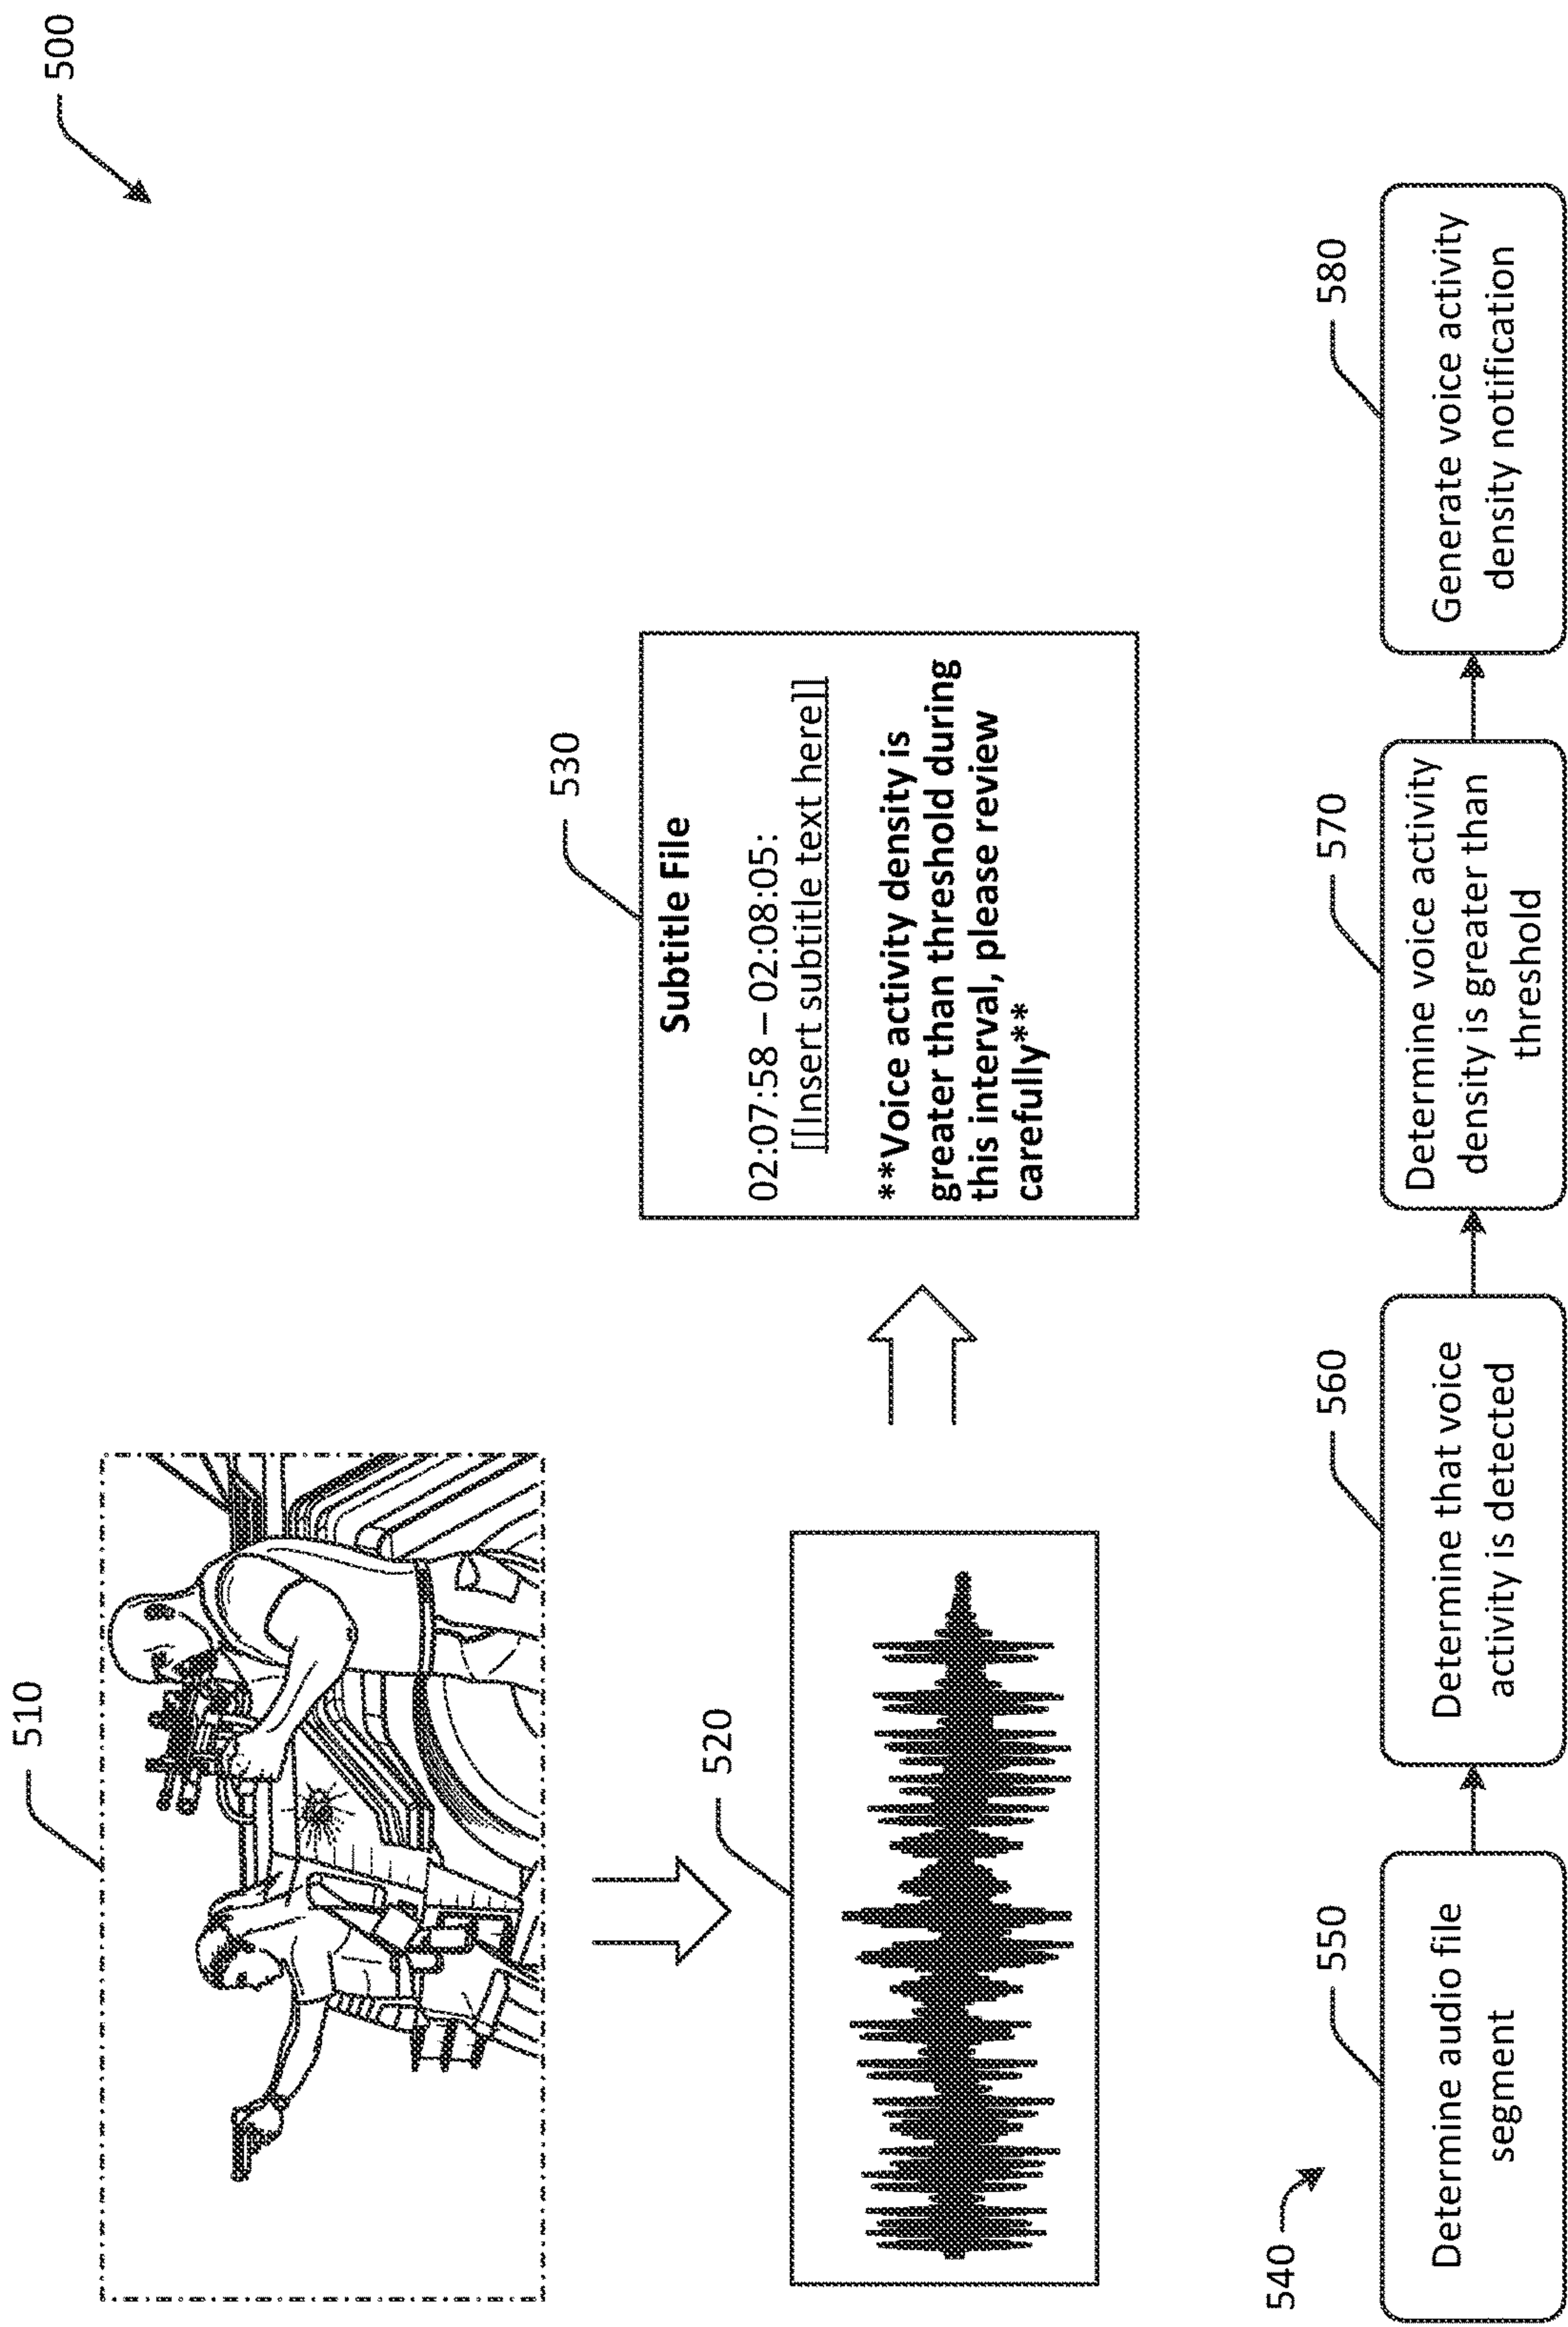 500
510
520
530
Subtitle File
02:07:58 – 02:08:05:
[[Insert subtitle text here]]
**Voice activity density is
greater than threshold during
this interval, please review
carefully**
540
550
Determine audio file
segment
560
Determine that voice
activity is detected
570
Determine voice activity
density is greater than
threshold
580
Generate voice activity
density notification